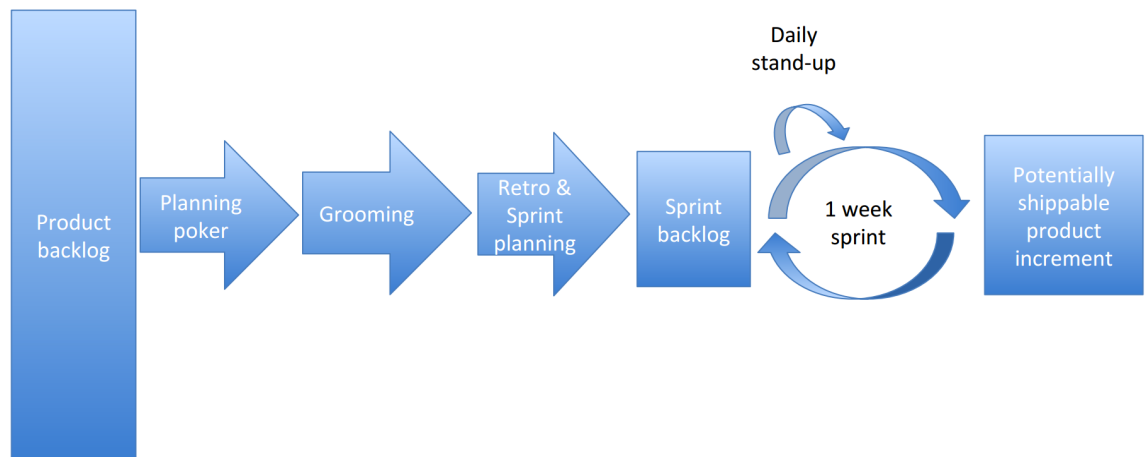 Product
backlog
Planning
poker
Grooming
Retro &
Sprint
planning
Sprint
backlog
Daily
stand-up
1 week
sprint
Potentially
shippable
product
increment